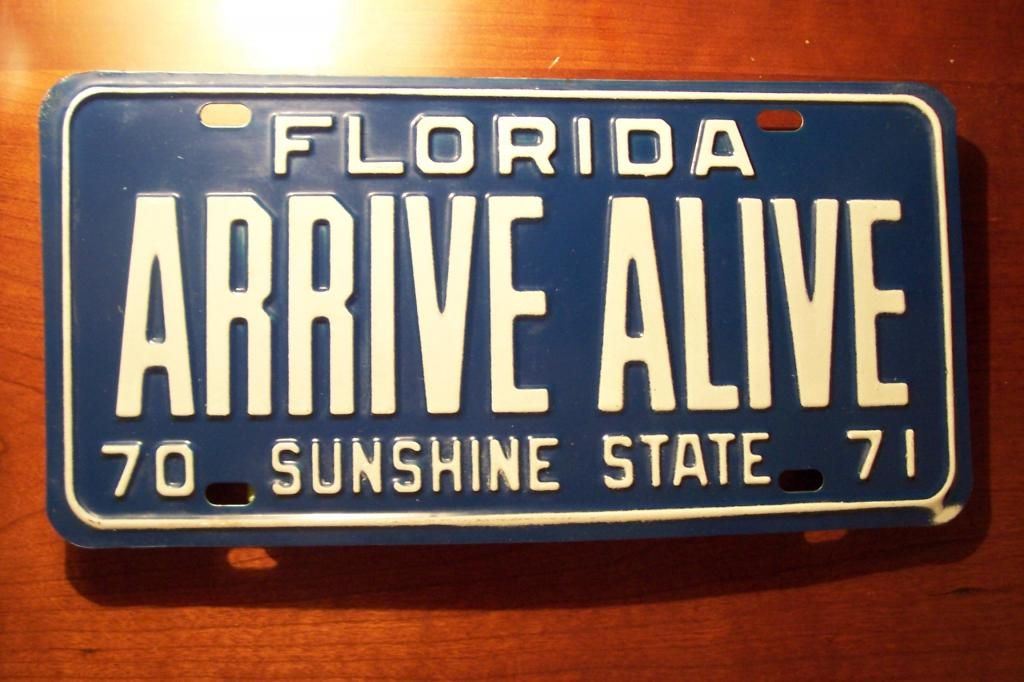 FLORIDA
ARRIVE ALIVE
70 SUNSHINE STATE 71